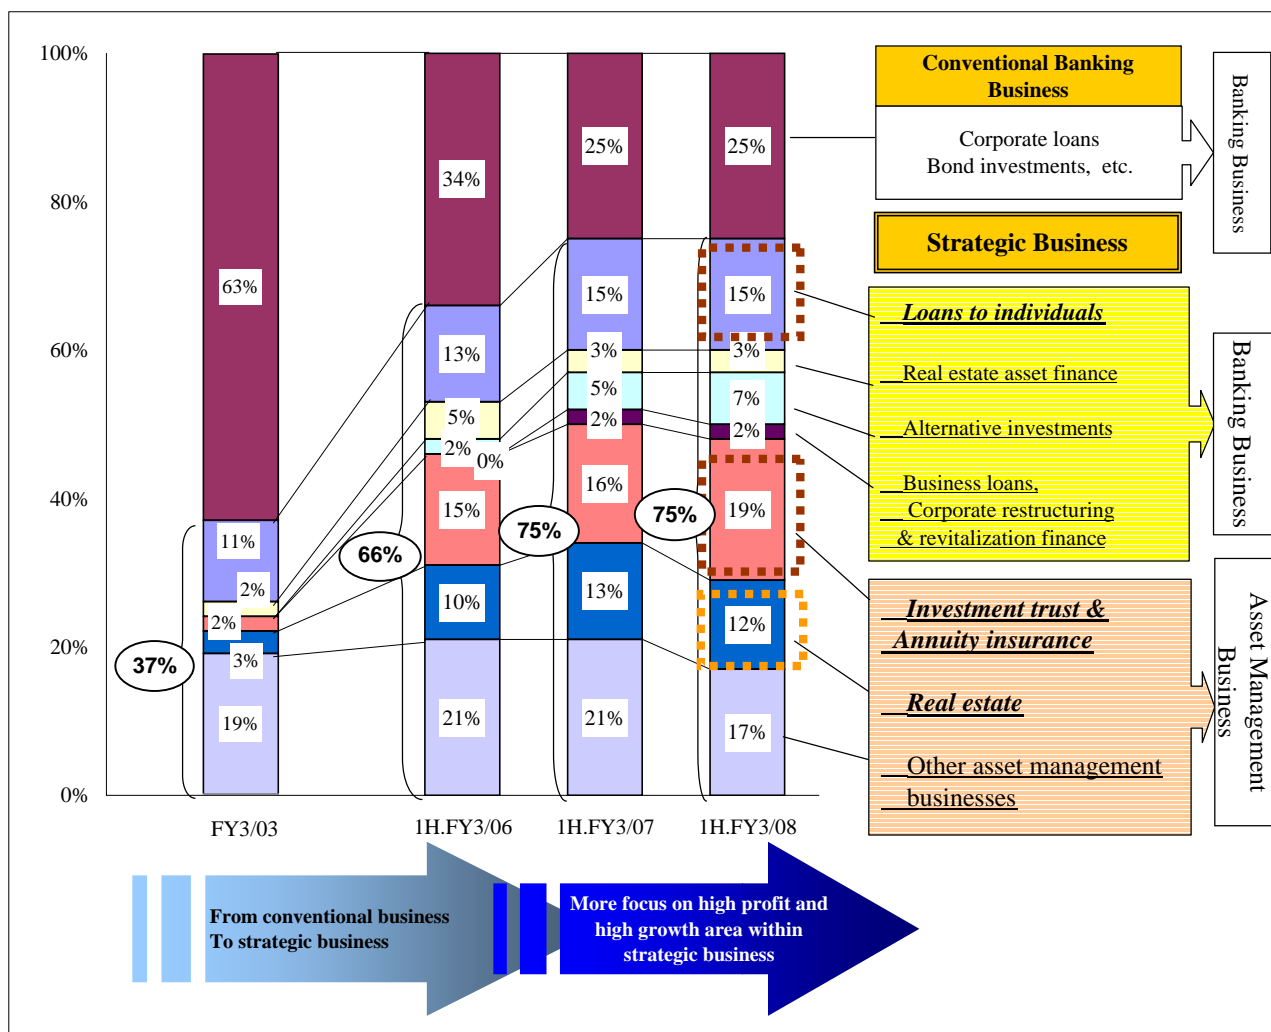 100%
80%
60%
40%
20%
0%
63%
11%
2%
2%
3%
19%
37%
34%
13%
5%
2%
0%
15%
10%
21%
66%
25%
15%
3%
5%
2%
16%
13%
21%
75%
25%
15%
3%
7%
2%
19%
12%
17%
75%
FY3/03
1H.FY3/06
1H.FY3/07
1H.FY3/08
Conventional Banking
Business
Corporate loans
Bond investments, etc.
Banking Business
Strategic Business
Loans to individuals
Real estate asset finance
Alternative investments
Business loans,
Corporate restructuring
& revitalization finance
Banking Business
Investment trust &
Annuity insurance
Real estate
Other asset management
businesses
Asset Management
Business
From conventional business
To strategic business
More focus on high profit and
high growth area within
strategic business